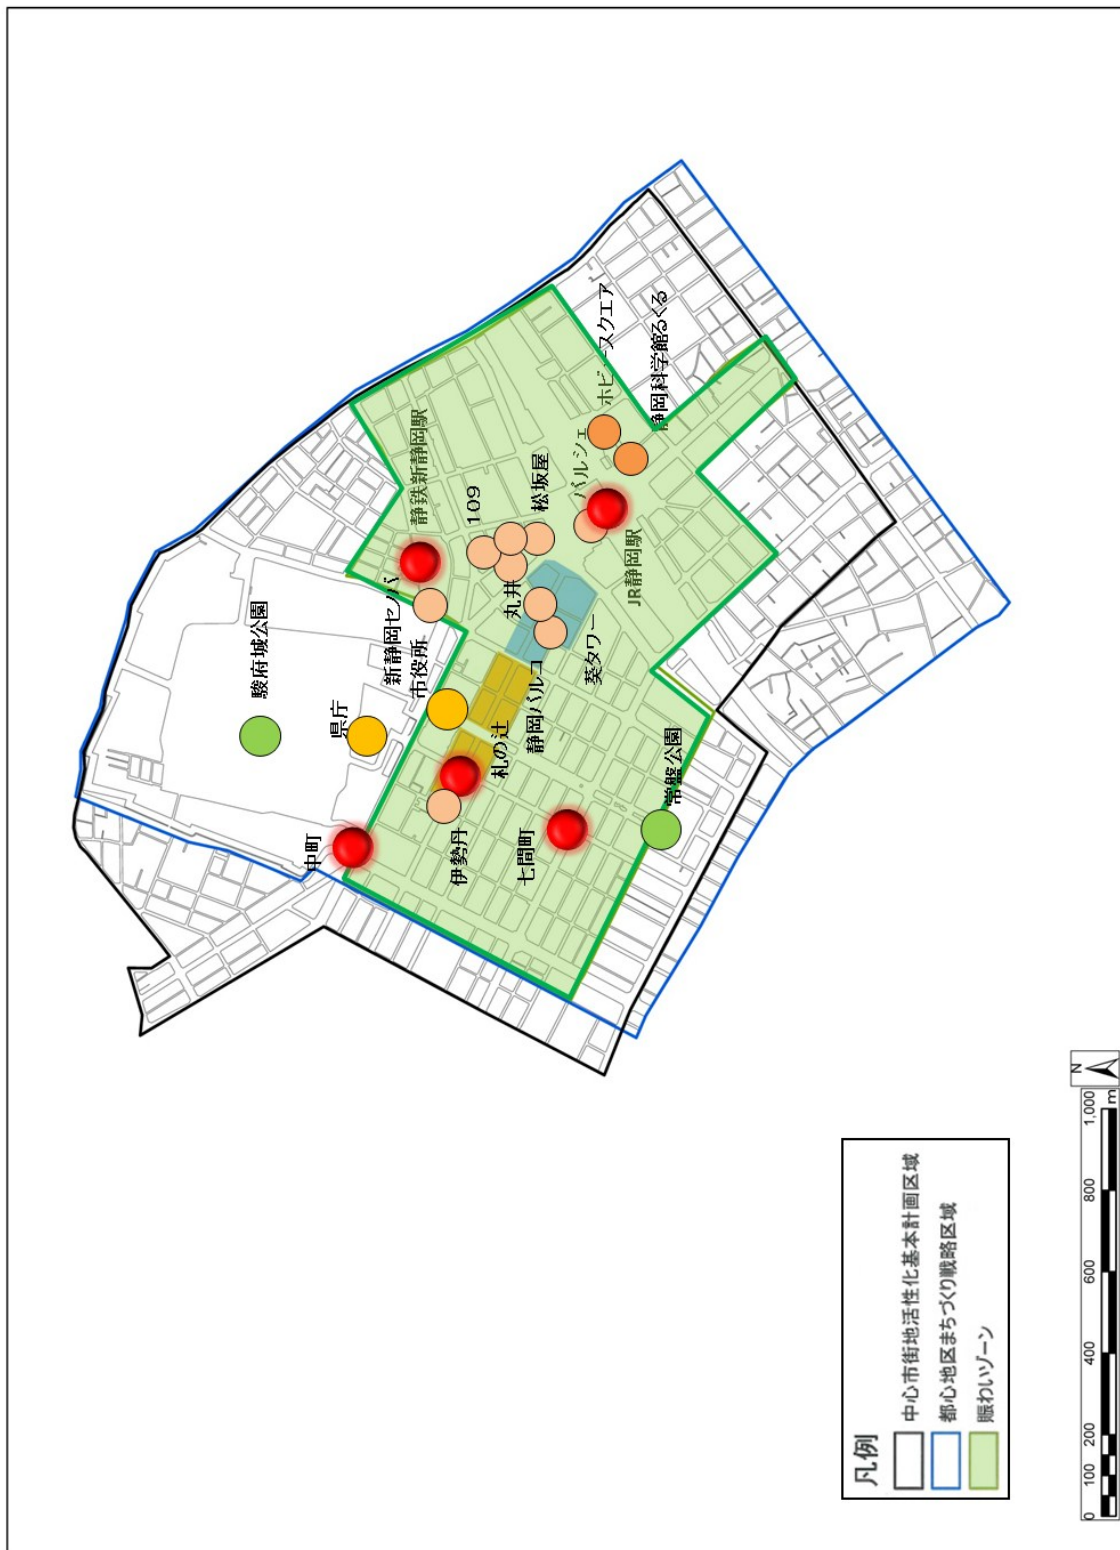 駿府城公園
県庁
中町
新静岡セノバ
市役所
静鉄新静岡駅
109
松坂屋
パルシェ
ホビースクエア
静岡科学館るくる
丸井
JR静岡駅
葵タワー
静岡パルコ
札の辻
伊勢丹
七間町
常盤公園
凡例
中心市街地活性化基本計画区域
都心地区まちづくり戦略区域
賑わいゾーン
0 100 200 400 600 800 1,000
m
N